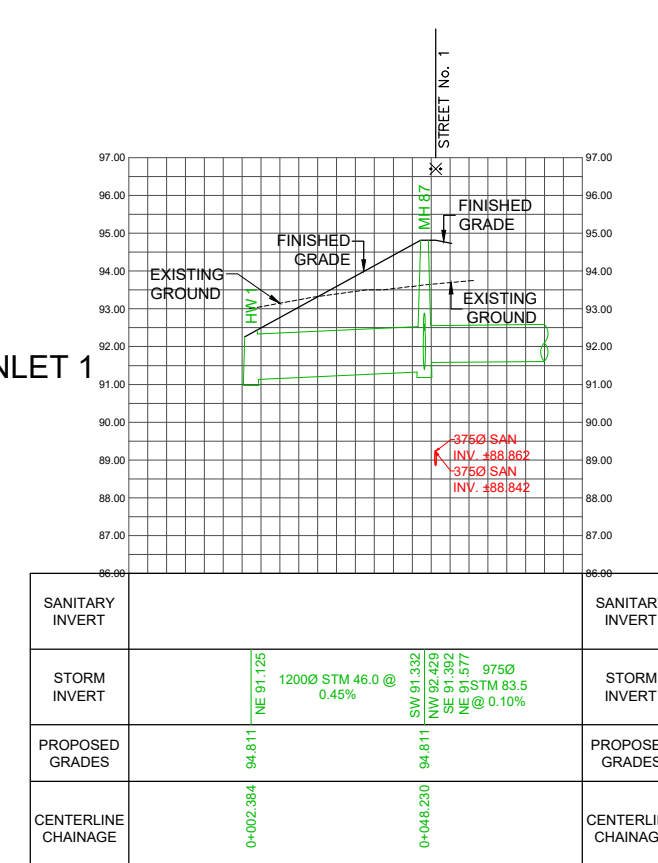 STREET No. 1
97.00
97.00
96.00
96.00
MH 87
FINISHED
GRADE
95.00
95.00
FINISHED
GRADE
94.00
94.00
EXISTING
GROUND
HW 1
EXISTING
GROUND
93.00
93.00
92.00
92.00
NLET 1
91.00
91.00
90.00
90.00
375Ø SAN
INV. ±88.862
375Ø SAN
INV. ±88.842
89.00
89.00
88.00
88.00
87.00
87.00
86.00
86.00
SANITARY
INVERT
SANITARY
INVERT
STORM
INVERT
NE 91.125
1200Ø STM 46.0 @
0.45%
SW 91.332
NW 92.429
SE 91.392
NE 91.577
975Ø
STM 83.5
@ 0.10%
STORM
INVERT
PROPOSED
GRADES
94.811
94.811
PROPOSED
GRADES
CENTERLINE
CHAINAGE
0+002.384
0+048.230
CENTERLINE
CHAINAGE